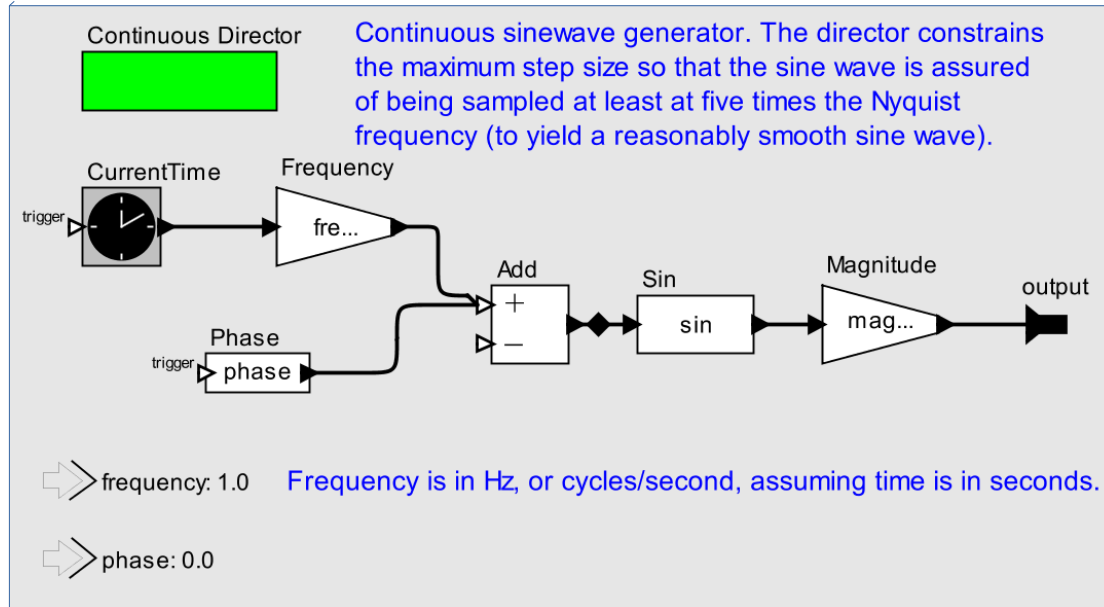 Continuous Director
Continuous sinewave generator. The director constrains
the maximum step size so that the sine wave is assured
of being sampled at least at five times the Nyquist
frequency (to yield a reasonably smooth sine wave).
CurrentTime
Frequency
trigger
fre...
Add
Sin
Magnitude
output
+
−
sin
mag...
Phase
trigger
phase
frequency: 1.0
Frequency is in Hz, or cycles/second, assuming time is in seconds.
phase: 0.0